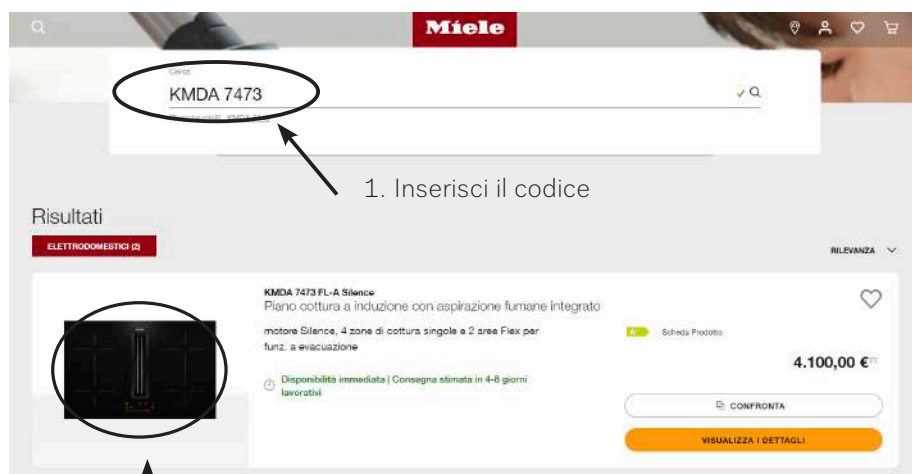 Miele
Cerca
KMDA 7473
1. Inserisci il codice
Risultati
ELETTRODOMESTICI (2)
RILEVANZA
KMDA 7473 FL-A Silence
Piano cottura a induzione con aspirazione fumane integrato
motore Silence, 4 zone di cottura singole e 2 aree Flex per
funz. a evacuazione
Scheda Prodotto
4.100,00 €
Disponibilità immediata | Consegna stimata in 4-6 giorni
lavorativi
CONFRONTA
VISUALIZZA I DETTAGLI